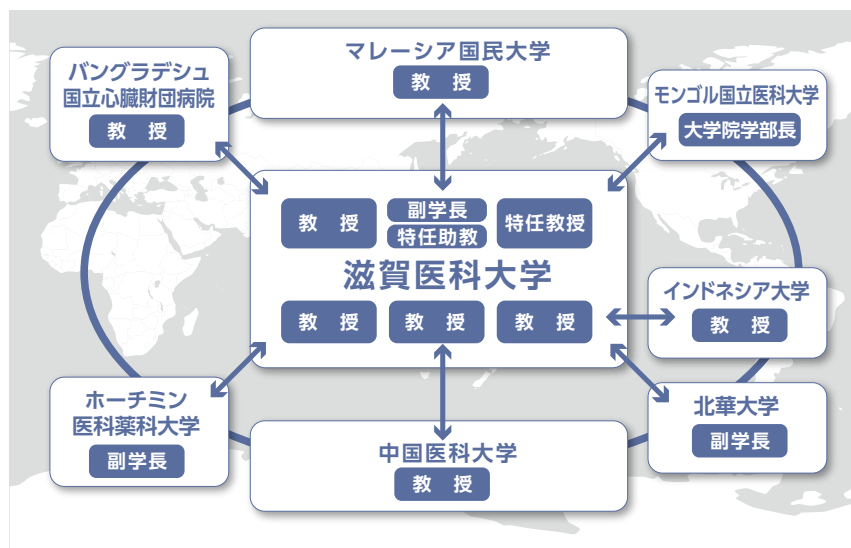 マレーシア国民大学
教 授
バングラデシュ
国立心臓財団病院
教 授
モンゴル国立医科大学
大学院学部長
教 授
副学長
特任助教
特任教授
滋賀医科大学
教 授
教 授
教 授
インドネシア大学
教 授
ホーチミン
医科薬科大学
副学長
中国医科大学
教 授
北華大学
副学長